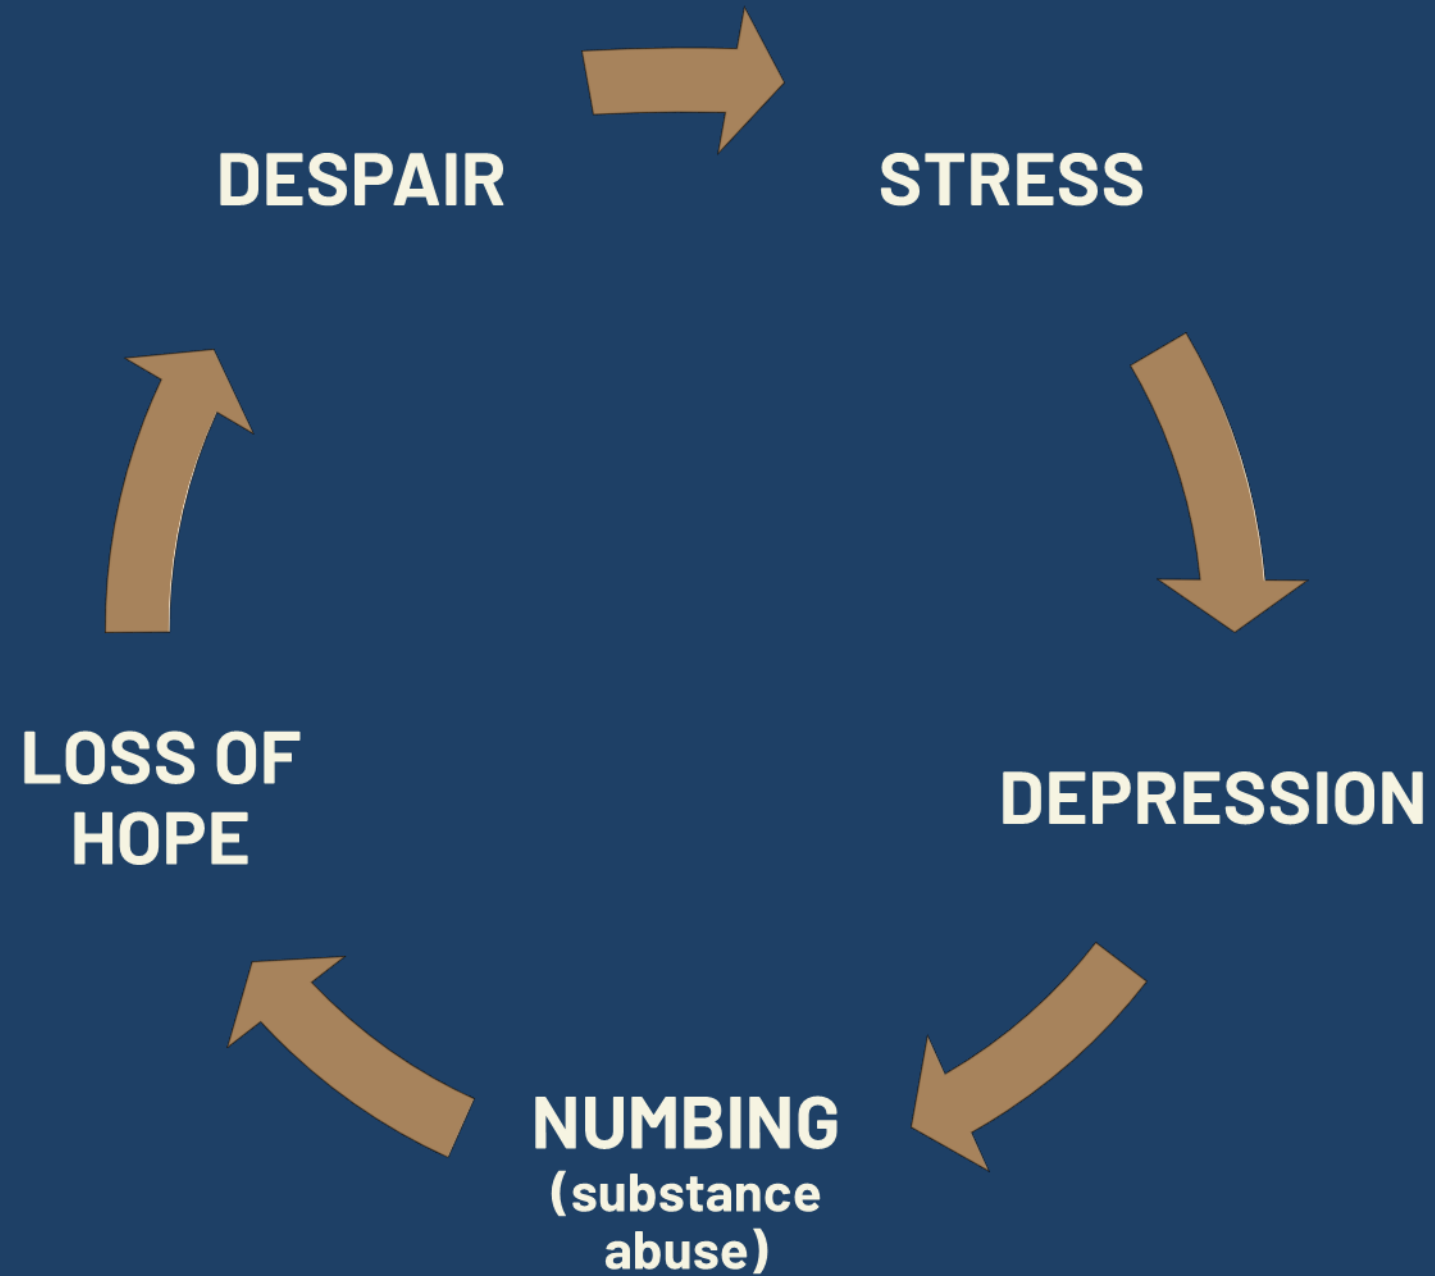 DESPAIR
STRESS
DEPRESSION
NUMBING
(substance
abuse)
LOSS OF
HOPE